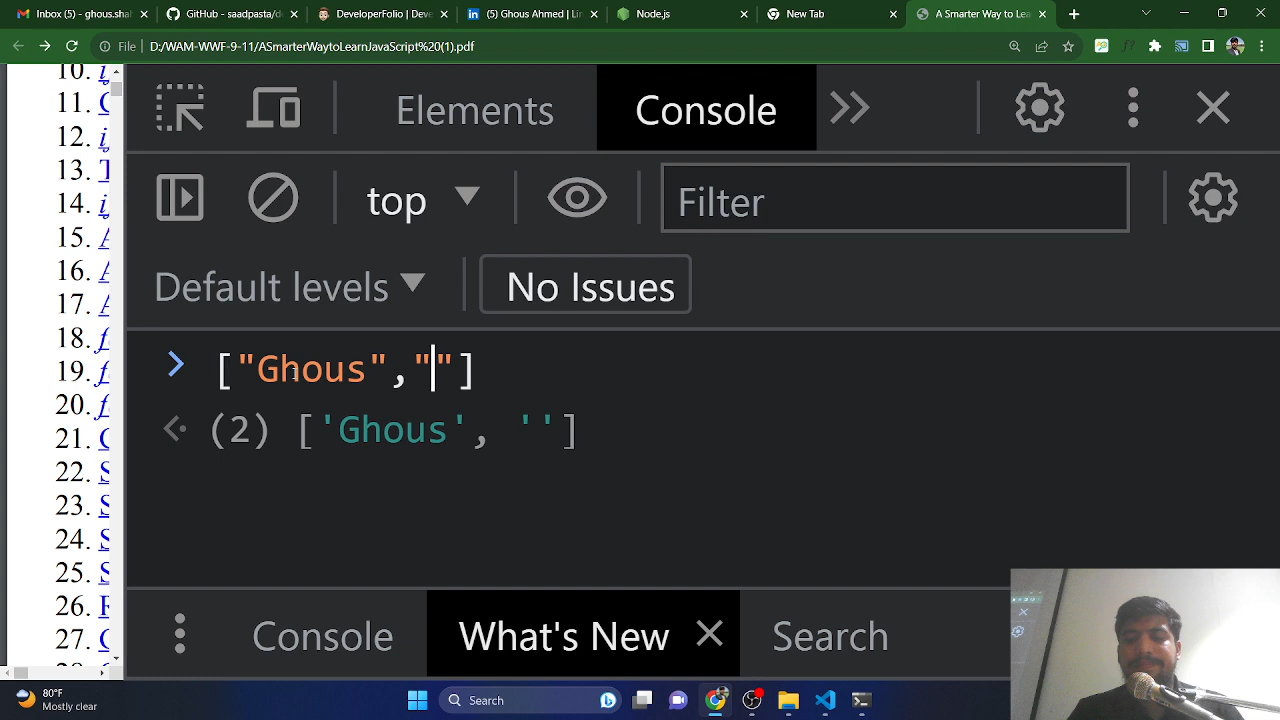 Inbox (5) - ghous.sha
GitHub - saadpasta/de
DeveloperFolio | Deve
(5) Ghous Ahmed | Lin
Node.js
New Tab
A Smarter Way to Lea
File D:/WAM-WWF-9-11/ASmarterWaytoLearnJavaScript%20(1).pdf
10. i
11. C
12. i
13. T
14. i
15. A
16. A
17. A
18. f
19. f
20. f
21. C
22. S
23. S
24. S
25. S
26. R
27. C
Elements Console
top Filter
Default levels No Issues
> ["Ghous",""]
(2) ['Ghous', '']
Console What's New Search
80°F
Mostly clear
Search